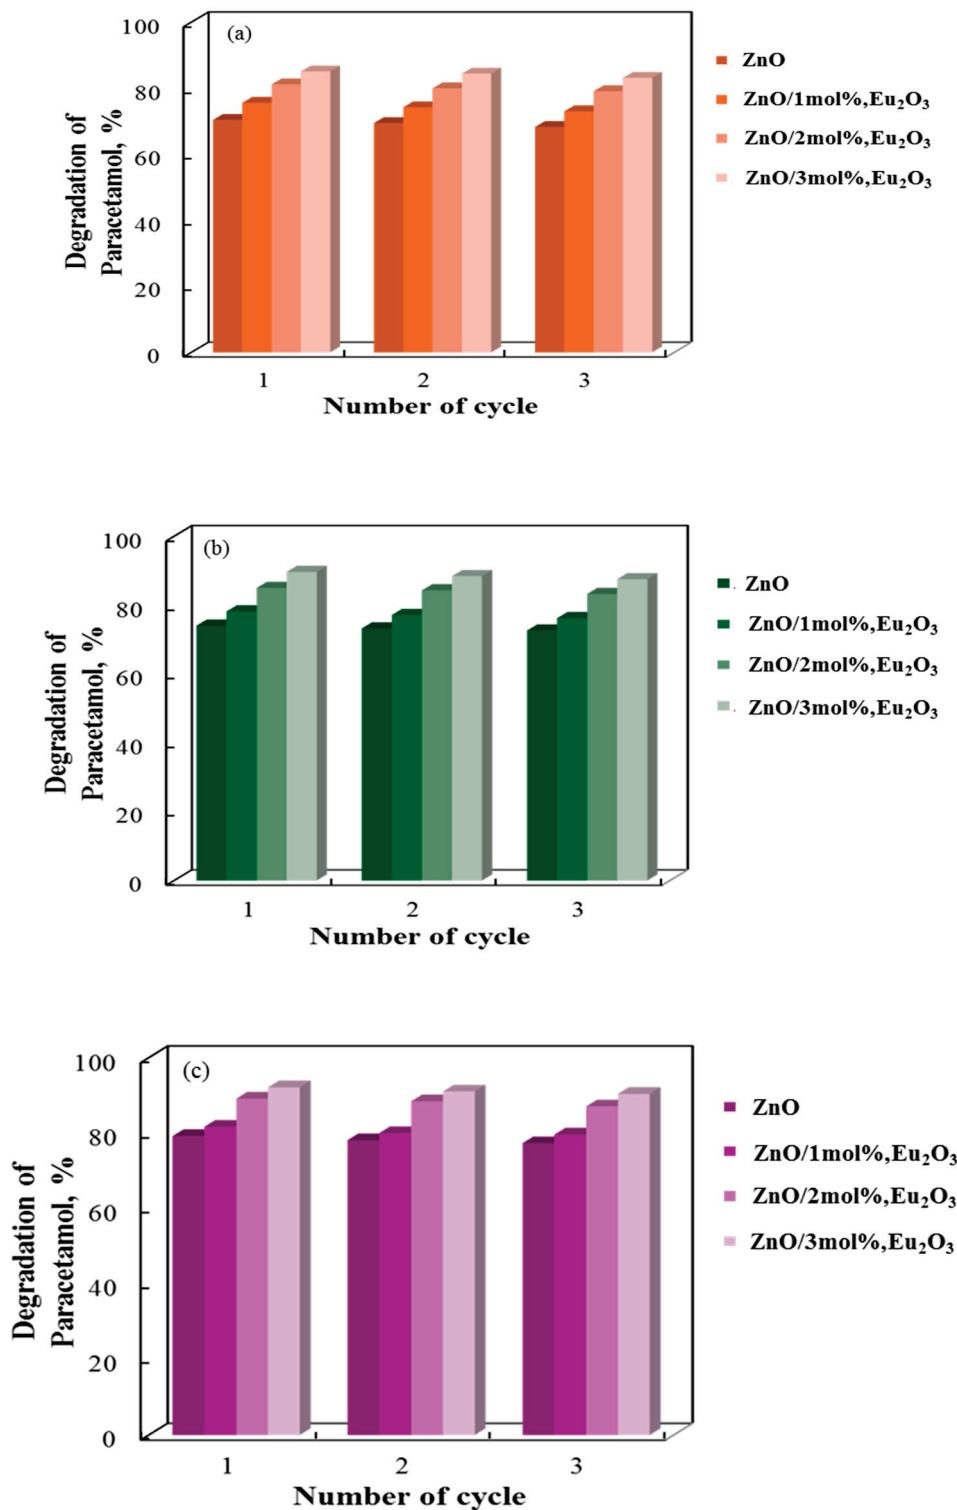 (a)
Degradation of
Paracetamol, %
80
60
40
20
0
1
2
3
Number of cycle
ZnO
ZnO/1mol%,Eu₂O₃
ZnO/2mol%,Eu₂O₃
ZnO/3mol%,Eu₂O₃
(b)
Degradation of
Paracetamol, %
100
80
60
40
20
0
1
2
3
Number of cycle
ZnO
ZnO/1mol%,Eu₂O₃
ZnO/2mol%,Eu₂O₃
ZnO/3mol%,Eu₂O₃
(c)
Degradation of
Paracetamol, %
100
80
60
40
20
0
1
2
3
Number of cycle
ZnO
ZnO/1mol%,Eu₂O₃
ZnO/2mol%,Eu₂O₃
ZnO/3mol%,Eu₂O₃